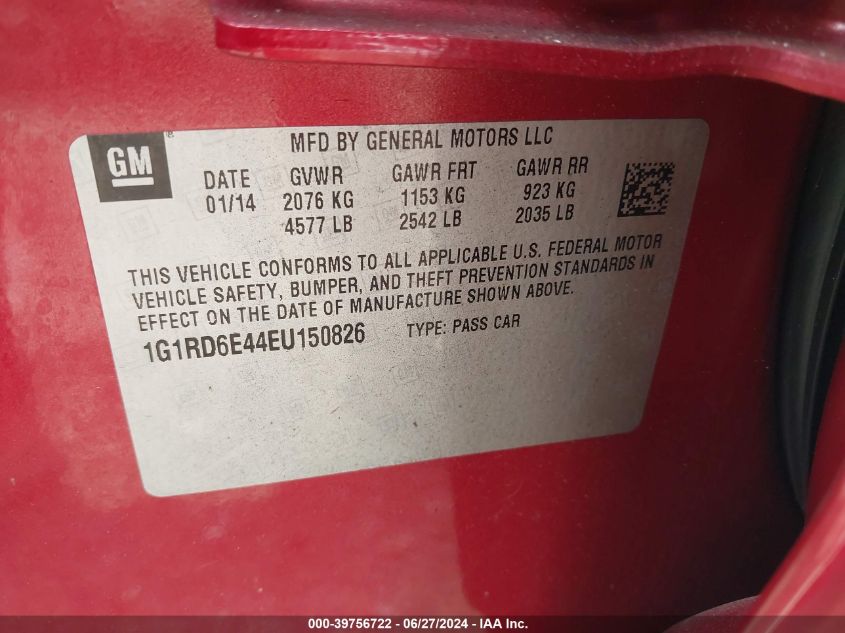 GM
MFD BY GENERAL MOTORS LLC
DATE GVWR GAWR FRT GAWR RR
01/14 2076 KG 1153 KG 923 KG
4577 LB 2542 LB 2035 LB
THIS VEHICLE CONFORMS TO ALL APPLICABLE U.S. FEDERAL MOTOR
VEHICLE SAFETY, BUMPER, AND THEFT PREVENTION STANDARDS IN
EFFECT ON THE DATE OF MANUFACTURE SHOWN ABOVE.
1G1RD6E44EU150826 TYPE: PASS CAR
000-39756722 - 06/27/2024 - IAA Inc.